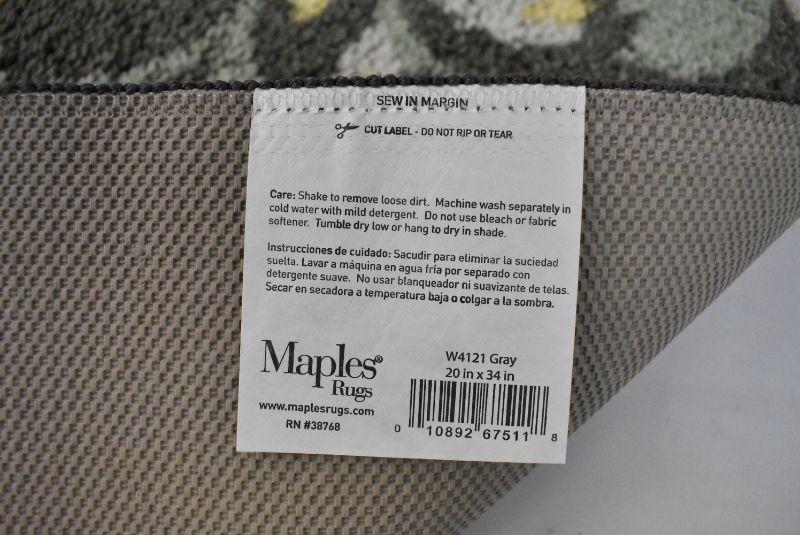 SEW IN MARGIN
CUT LABEL - DO NOT RIP OR TEAR
Care: Shake to remove loose dirt. Machine wash separately in
cold water with mild detergent. Do not use bleach or fabric
softener. Tumble dry low or hang to dry in shade.
Instrucciones de cuidado: Sacudir para eliminar la suciedad
suelta. Lavar a máquina en agua fría por separado con
detergente suave. No usar blanqueador ni suavizante de telas.
Secar en secadora a temperatura baja o colgar a la sombra.
Maples®
Rugs
www.maplesrugs.com
RN #38768
W4121 Gray
20 in x 34 in
0 10892 67511 8